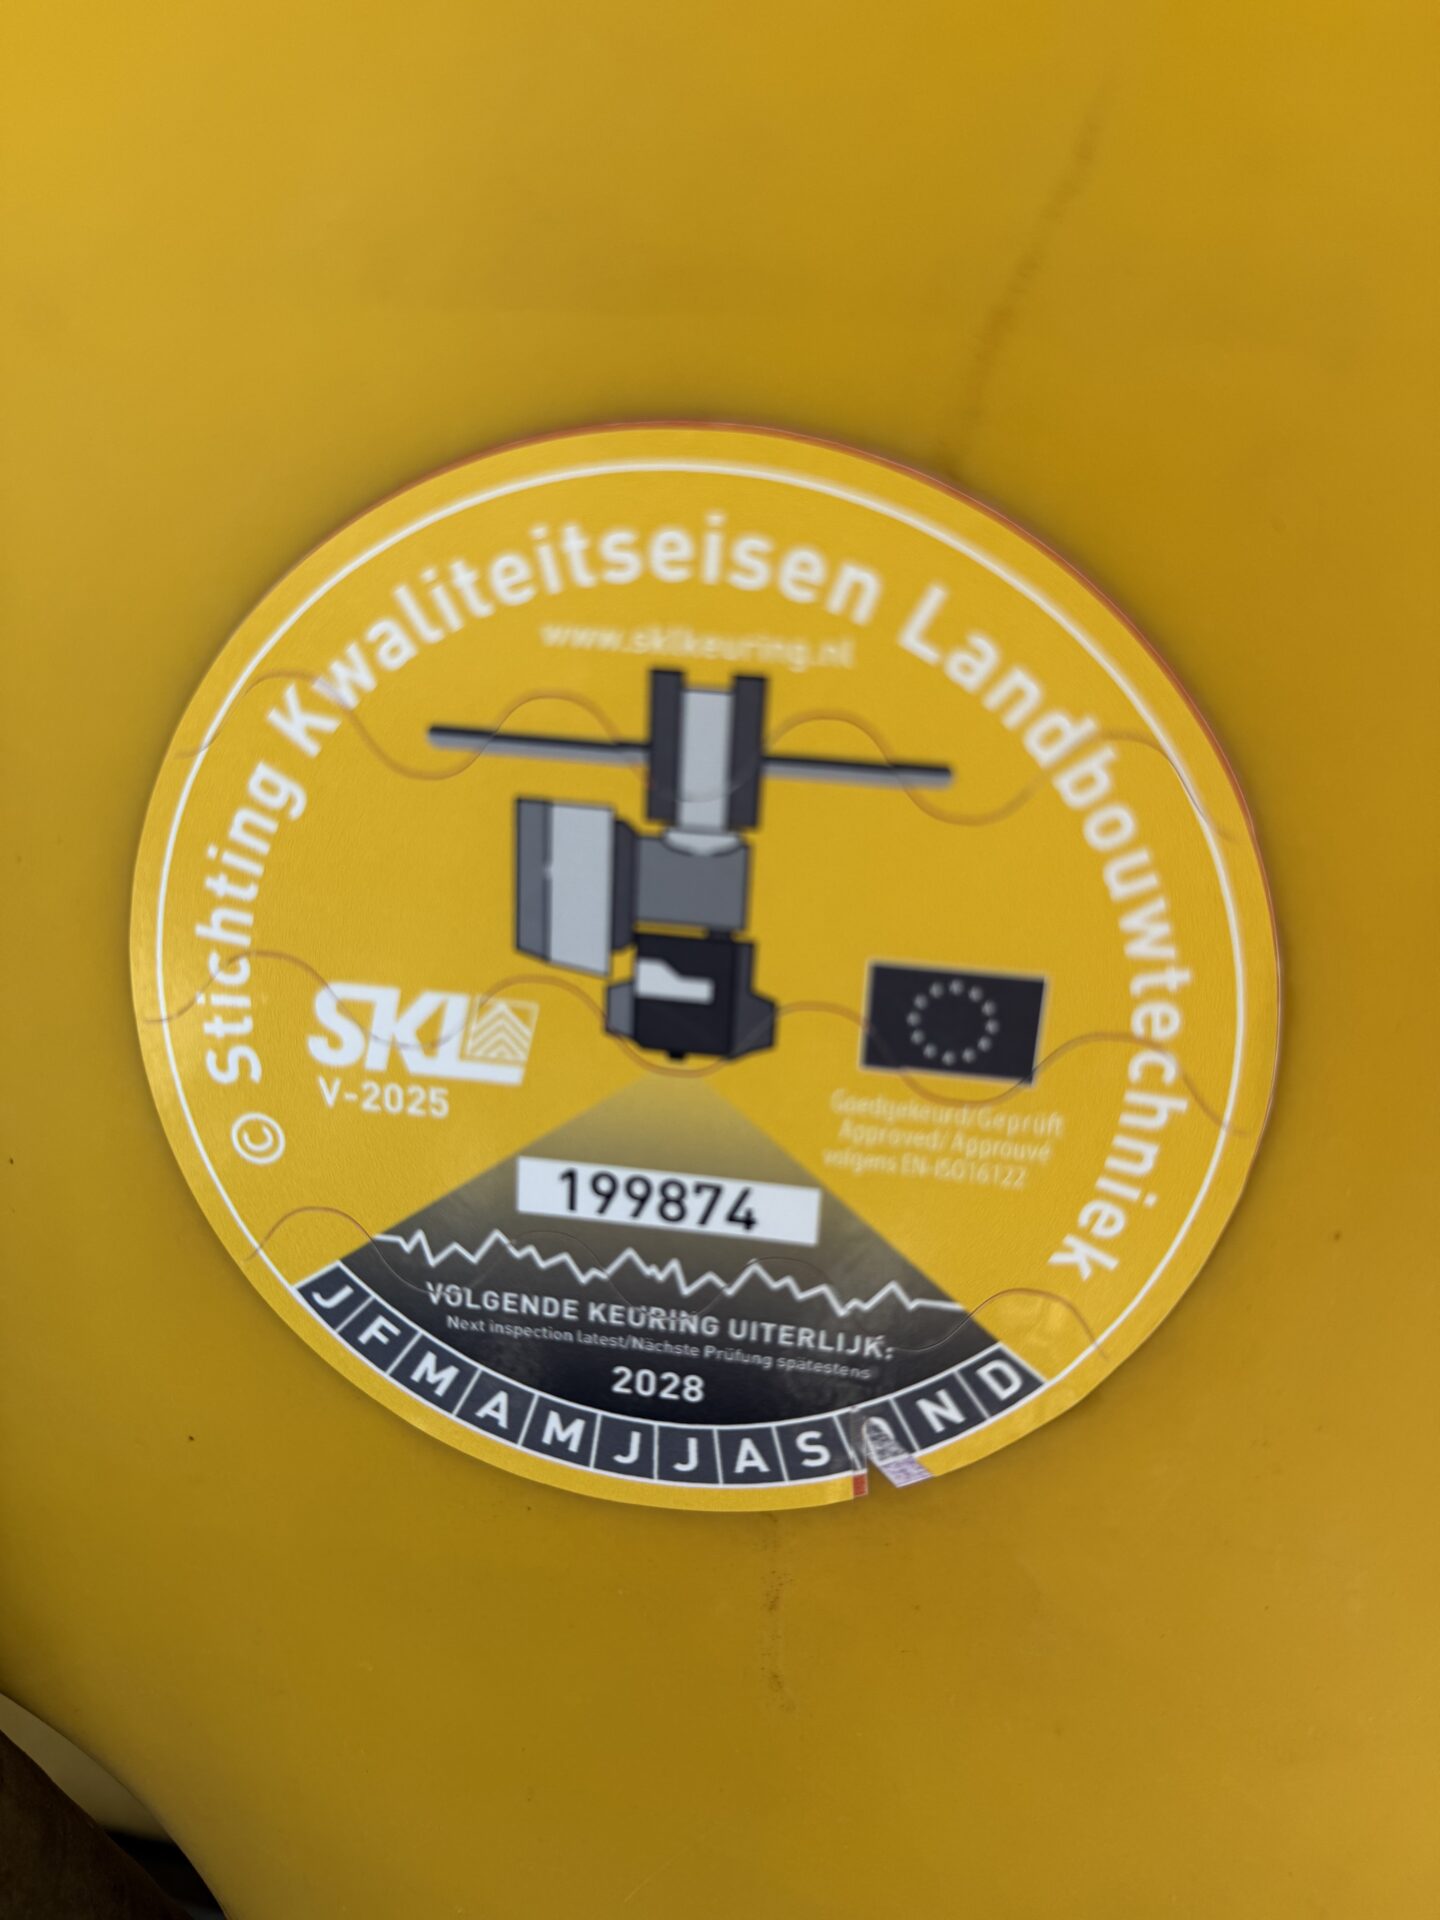 © Stichting Kwaliteitseisen Landbouwtechniek
www.sklkeuring.nl
SKL
V-2025
Goedgekeurd/Geprüft
Approved/Approuvé
volgens EN-ISO16122
199874
VOLGENDE KEURING UITERLIJK:
Next inspection latest/Nächste Prüfung spätestens
2028
J F M A M J J A S O N D